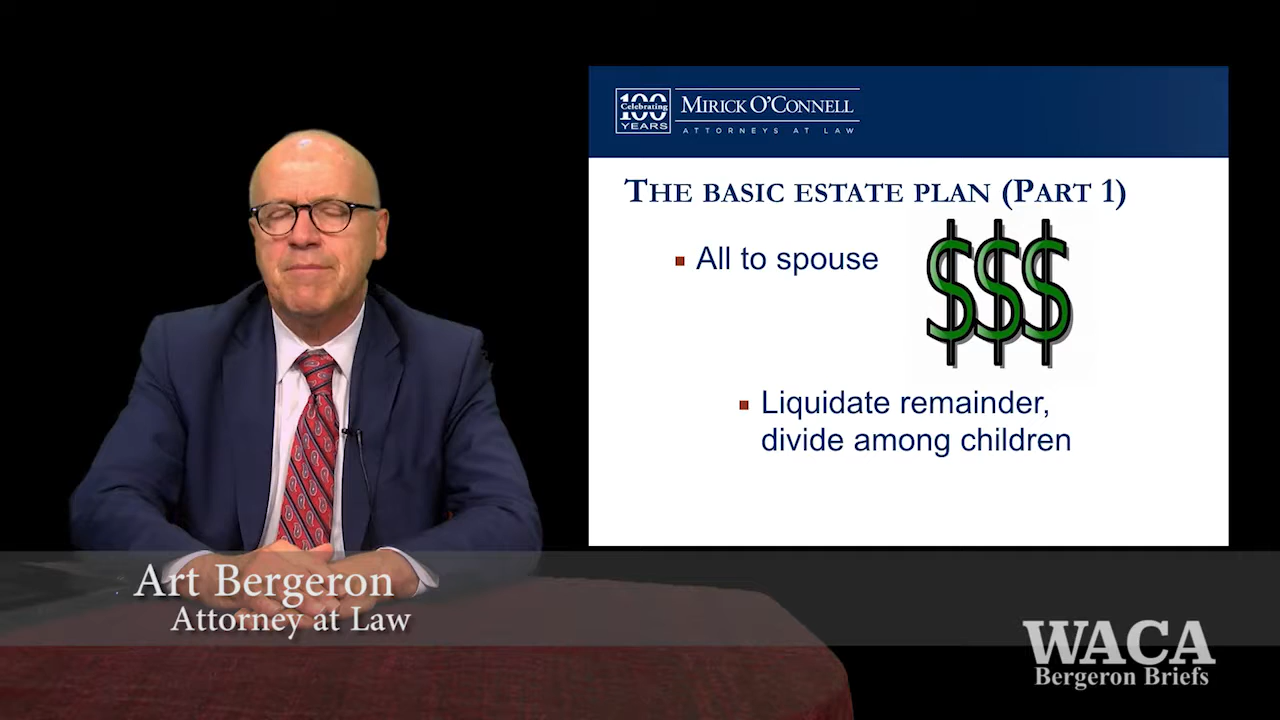 100
Celebrating
YEARS
MIRICK O'CONNELL
ATTORNEYS AT LAW
THE BASIC ESTATE PLAN (PART 1)
All to spouse
$$$
Liquidate remainder,
divide among children
Art Bergeron
Attorney at Law
WACA
Bergeron Briefs